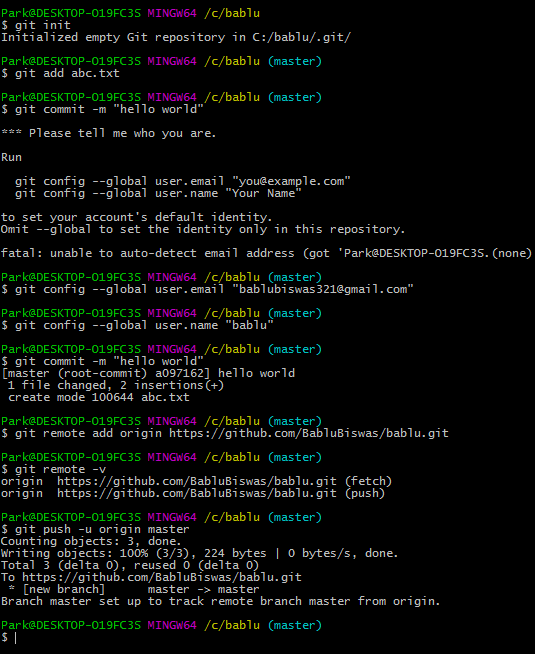 Park@DESKTOP-O19FC3S MINGW64 /c/bablu
$ git init
Initialized empty Git repository in C:/bablu/.git/
Park@DESKTOP-O19FC3S MINGW64 /c/bablu (master)
$ git add abc.txt
Park@DESKTOP-O19FC3S MINGW64 /c/bablu (master)
$ git commit -m "hello world"
*** Please tell me who you are.
Run
git config --global user.email "you@example.com"
git config --global user.name "Your Name"
to set your account's default identity.
Omit --global to set the identity only in this repository.
fatal: unable to auto-detect email address (got 'Park@DESKTOP-O19FC3S.(none)
Park@DESKTOP-O19FC3S MINGW64 /c/bablu (master)
$ git config --global user.email "bablubiswas321@gmail.com"
Park@DESKTOP-O19FC3S MINGW64 /c/bablu (master)
$ git config --global user.name "bablu"
Park@DESKTOP-O19FC3S MINGW64 /c/bablu (master)
$ git commit -m "hello world"
[master (root-commit) a097162] hello world
1 file changed, 2 insertions(+)
create mode 100644 abc.txt
Park@DESKTOP-O19FC3S MINGW64 /c/bablu (master)
$ git remote add origin https://github.com/BabluBiswas/bablu.git
Park@DESKTOP-O19FC3S MINGW64 /c/bablu (master)
$ git remote -v
origin  https://github.com/BabluBiswas/bablu.git (fetch)
origin  https://github.com/BabluBiswas/bablu.git (push)
Park@DESKTOP-O19FC3S MINGW64 /c/bablu (master)
$ git push -u origin master
Counting objects: 3, done.
Writing objects: 100% (3/3), 224 bytes | 0 bytes/s, done.
Total 3 (delta 0), reused 0 (delta 0)
To https://github.com/BabluBiswas/bablu.git
* [new branch]      master -> master
Branch master set up to track remote branch master from origin.
Park@DESKTOP-O19FC3S MINGW64 /c/bablu (master)
$